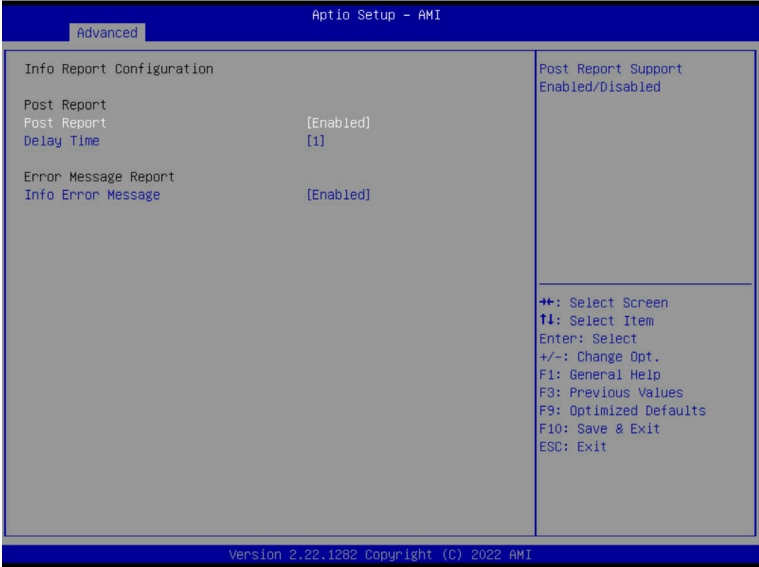 Aptio Setup – AMI
Advanced
Info Report Configuration
Post Report
Post Report [Enabled]
Delay Time [1]
Error Message Report
Info Error Message [Enabled]
Post Report Support
Enabled/Disabled
→←: Select Screen
↑↓: Select Item
Enter: Select
+/-: Change Opt.
F1: General Help
F3: Previous Values
F9: Optimized Defaults
F10: Save & Exit
ESC: Exit
Version 2.22.1282 Copyright (C) 2022 AMI